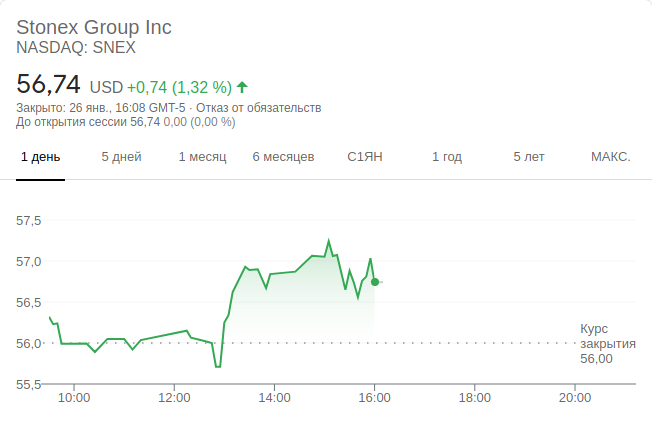 Stonex Group Inc
NASDAQ: SNEX
56,74 USD +0,74 (1,32 %)
Закрыто: 26 янв., 16:08 GMT-5 · Отказ от обязательств
До открытия сессии 56,74 0,00 (0,00 %)
1 день 5 дней 1 месяц 6 месяцев С1ЯН 1 год 5 лет МАКС.
57,5
57,0
56,5
56,0
55,5
Курс
закрытия
56,00
10:00 12:00 14:00 16:00 18:00 20:00